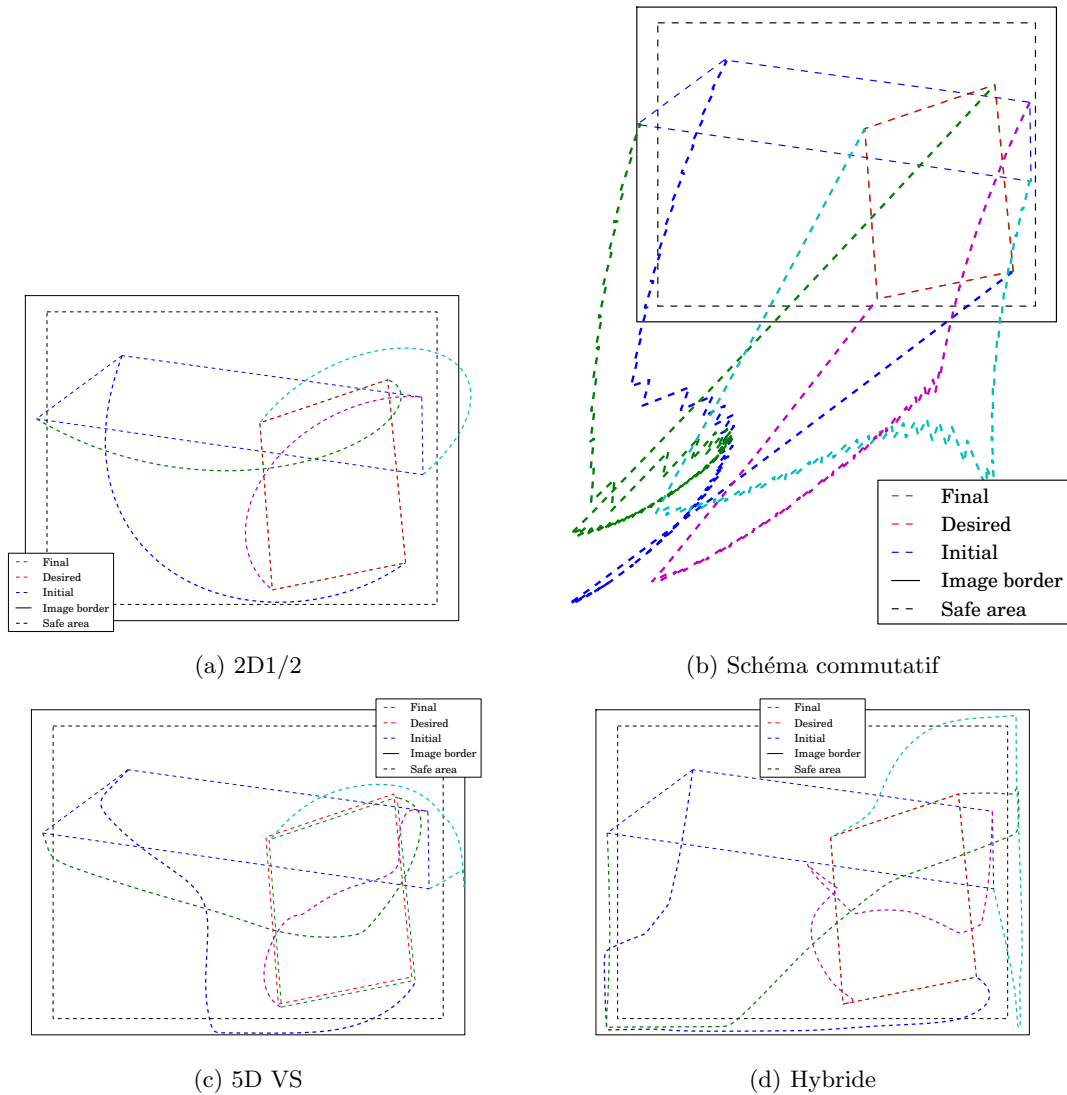 Final
Desired
Initial
Image border
Safe area
(a) 2D1/2
Final
Desired
Initial
Image border
Safe area
(b) Schéma commutatif
Final
Desired
Initial
Image border
Safe area
(c) 5D VS
Final
Desired
Initial
Image border
Safe area
(d) Hybride